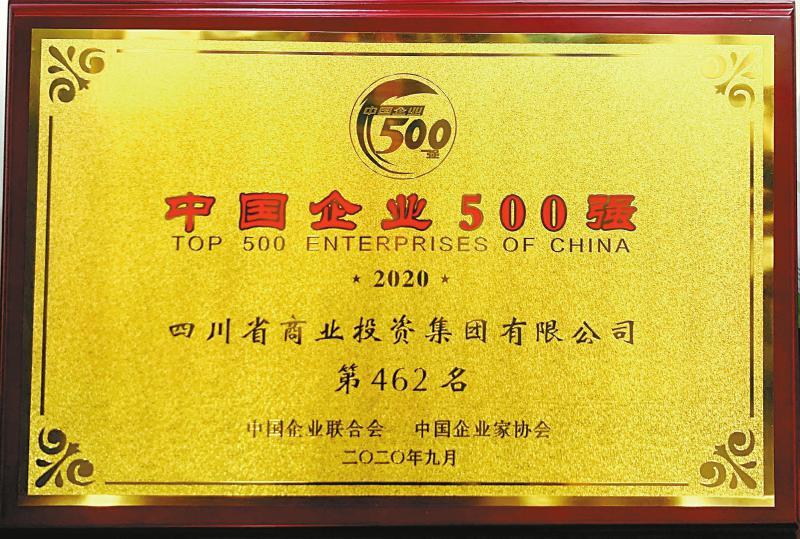 中国企业
500
强
中国企业500强
TOP 500 ENTERPRISES OF CHINA
★ 2020 ★
四川省商业投资集团有限公司
第462名
中国企业联合会 中国企业家协会
二〇二〇年九月